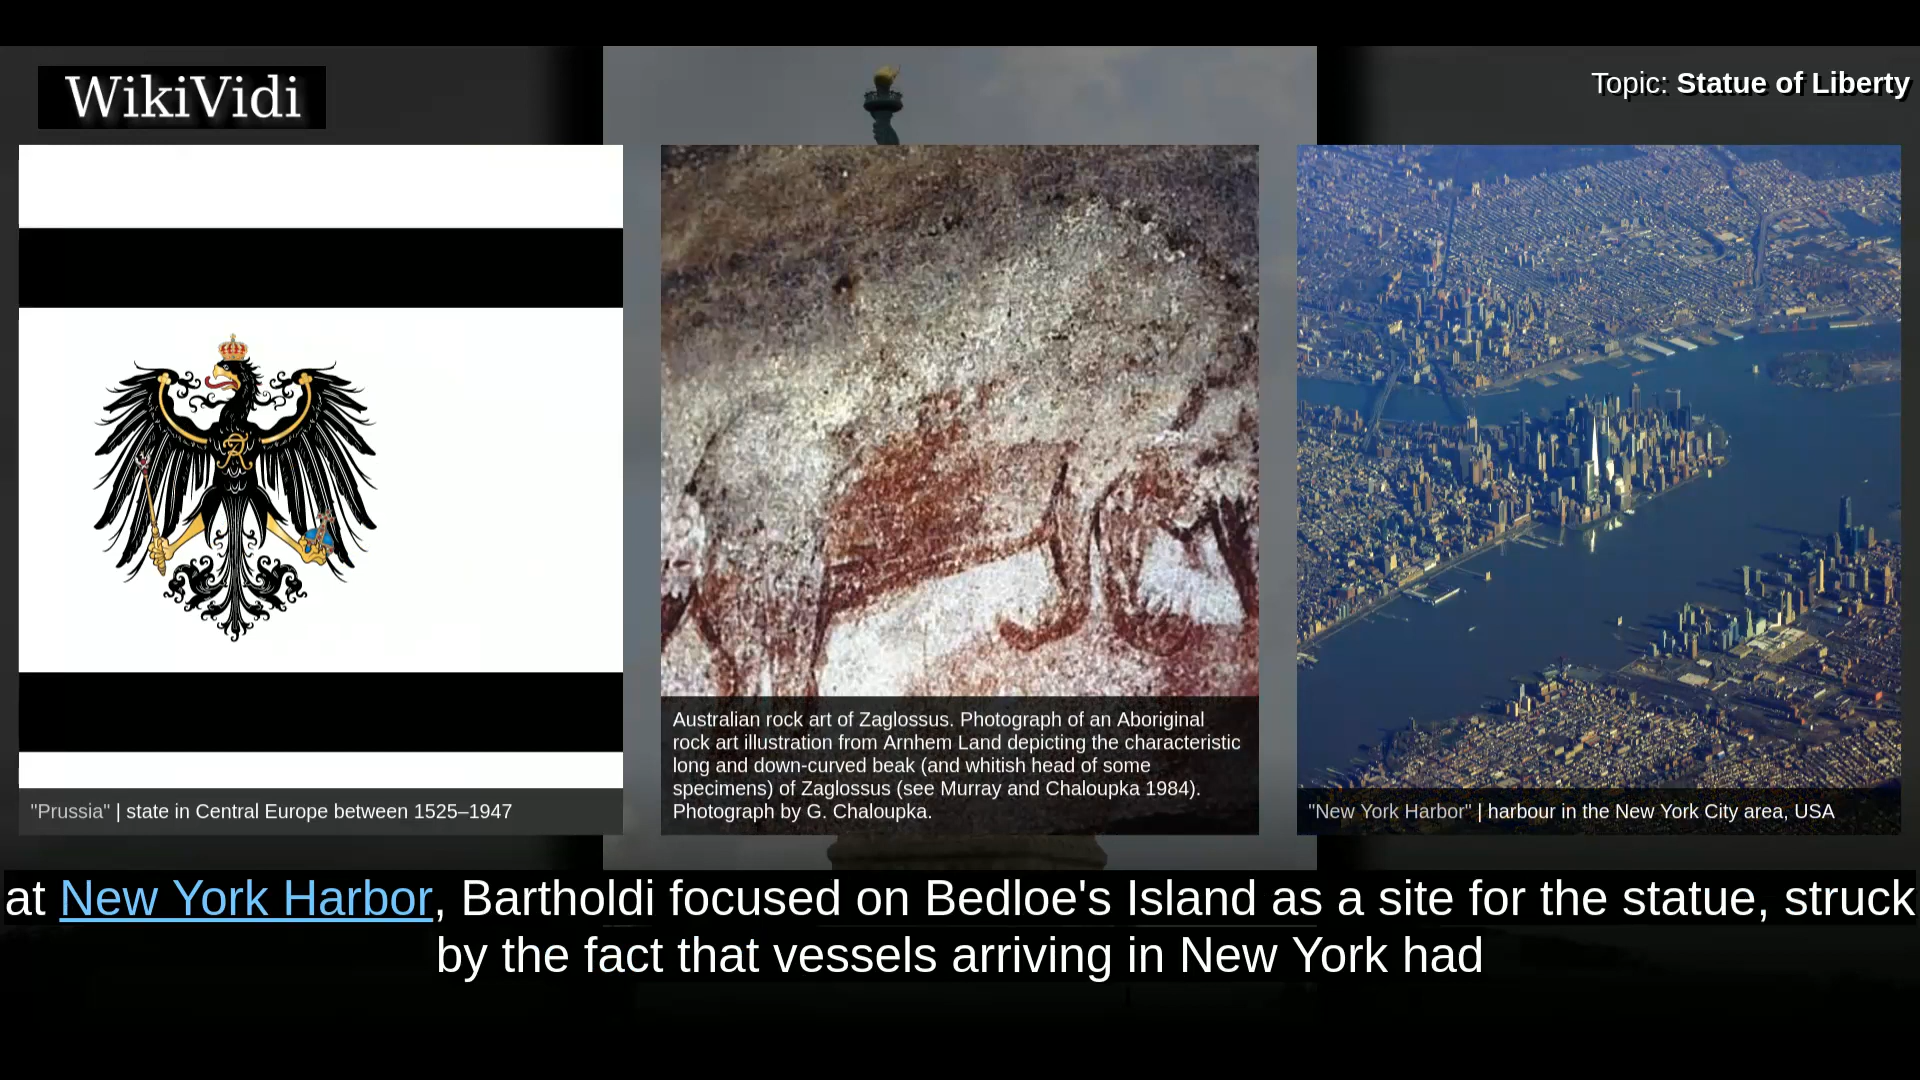 WikiVidi
Topic: Statue of Liberty
"Prussia" | state in Central Europe between 1525–1947
Australian rock art of Zaglossus. Photograph of an Aboriginal
rock art illustration from Arnhem Land depicting the characteristic
long and down-curved beak (and whitish head of some
specimens) of Zaglossus (see Murray and Chaloupka 1984).
Photograph by G. Chaloupka.
"New York Harbor" | harbour in the New York City area, USA
at New York Harbor, Bartholdi focused on Bedloe's Island as a site for the statue, struck
by the fact that vessels arriving in New York had